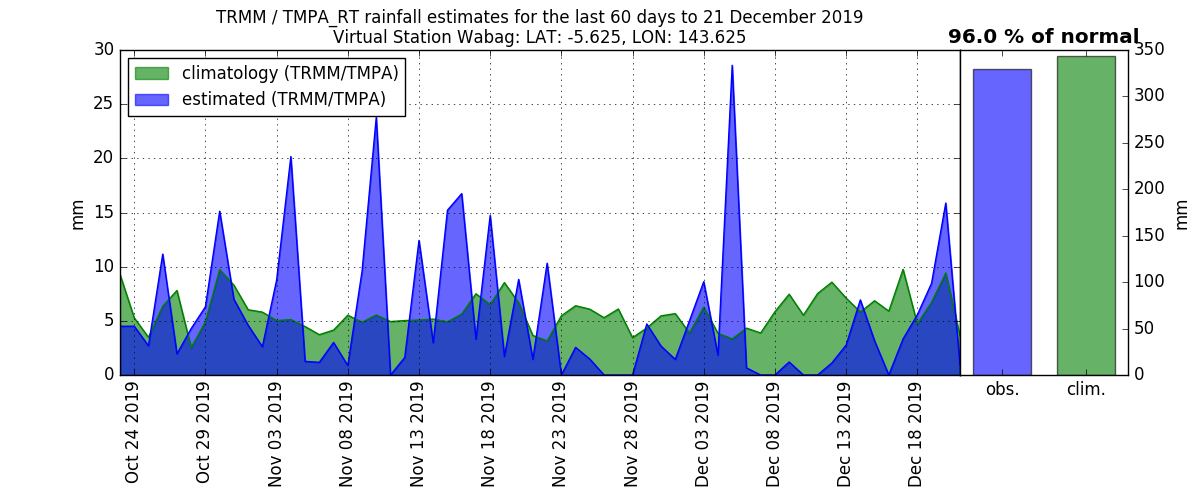 TRMM / TMPA_RT rainfall estimates for the last 60 days to 21 December 2019
Virtual Station Wabag: LAT: -5.625, LON: 143.625
96.0 % of normal
climatology (TRMM/TMPA)
estimated (TRMM/TMPA)
30
25
20
15
10
5
0
mm
Oct 24 2019
Oct 29 2019
Nov 03 2019
Nov 08 2019
Nov 13 2019
Nov 18 2019
Nov 23 2019
Nov 28 2019
Dec 03 2019
Dec 08 2019
Dec 13 2019
Dec 18 2019
350
300
250
200
150
100
50
0
mm
obs.
clim.